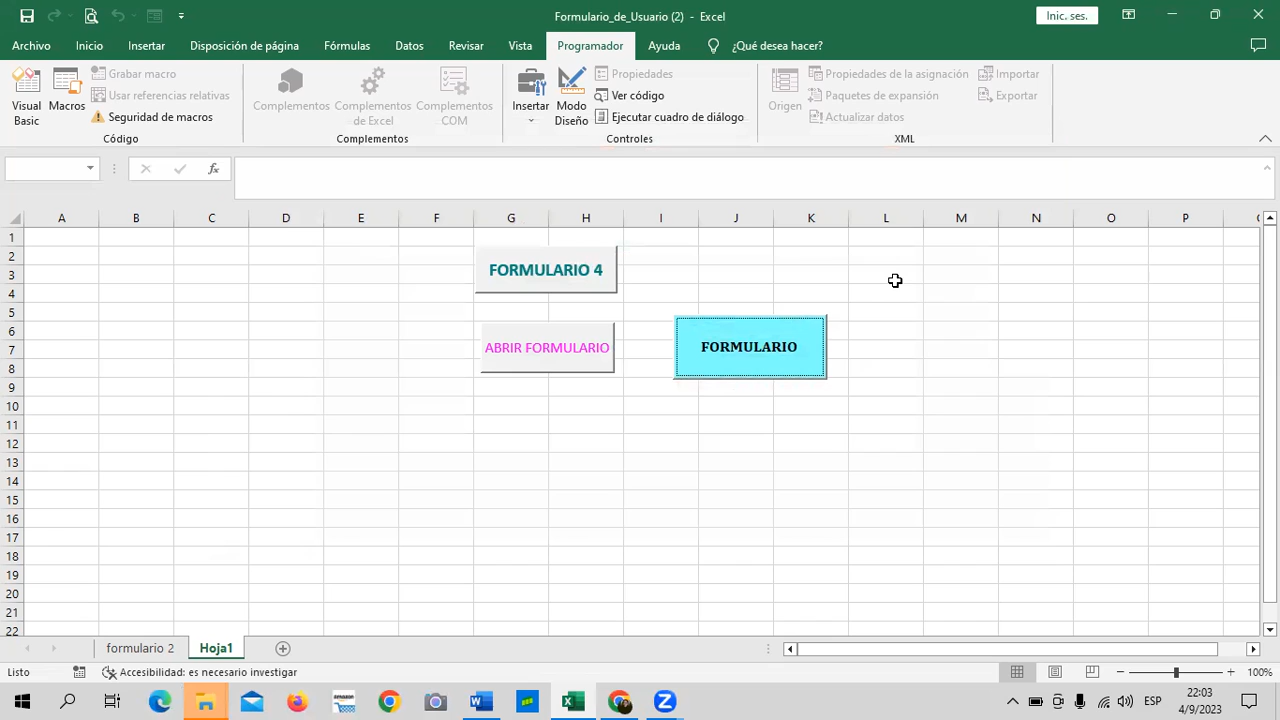 Formulario_de_Usuario (2) - Excel
Inic. ses.
Archivo Inicio Insertar Disposición de página Fórmulas Datos Revisar Vista Programador Ayuda ¿Qué desea hacer?
Visual Basic
Macros
Grabar macro
Usar referencias relativas
Seguridad de macros
Código
Complementos
Complementos de Excel
Complementos COM
Complementos
Insertar
Modo Diseño
Propiedades
Ver código
Ejecutar cuadro de diálogo
Controles
Origen
Propiedades de la asignación
Paquetes de expansión
Actualizar datos
Importar
Exportar
XML
fx
A B C D E F G H I J K L M N O P
1
2
3
4
5
6
7
8
9
10
11
12
13
14
15
16
17
18
19
20
21
22
FORMULARIO 4
ABRIR FORMULARIO
FORMULARIO
formulario 2 Hoja1
Listo Accesibilidad: es necesario investigar 100%
amazon
ESP
22:03
4/9/2023